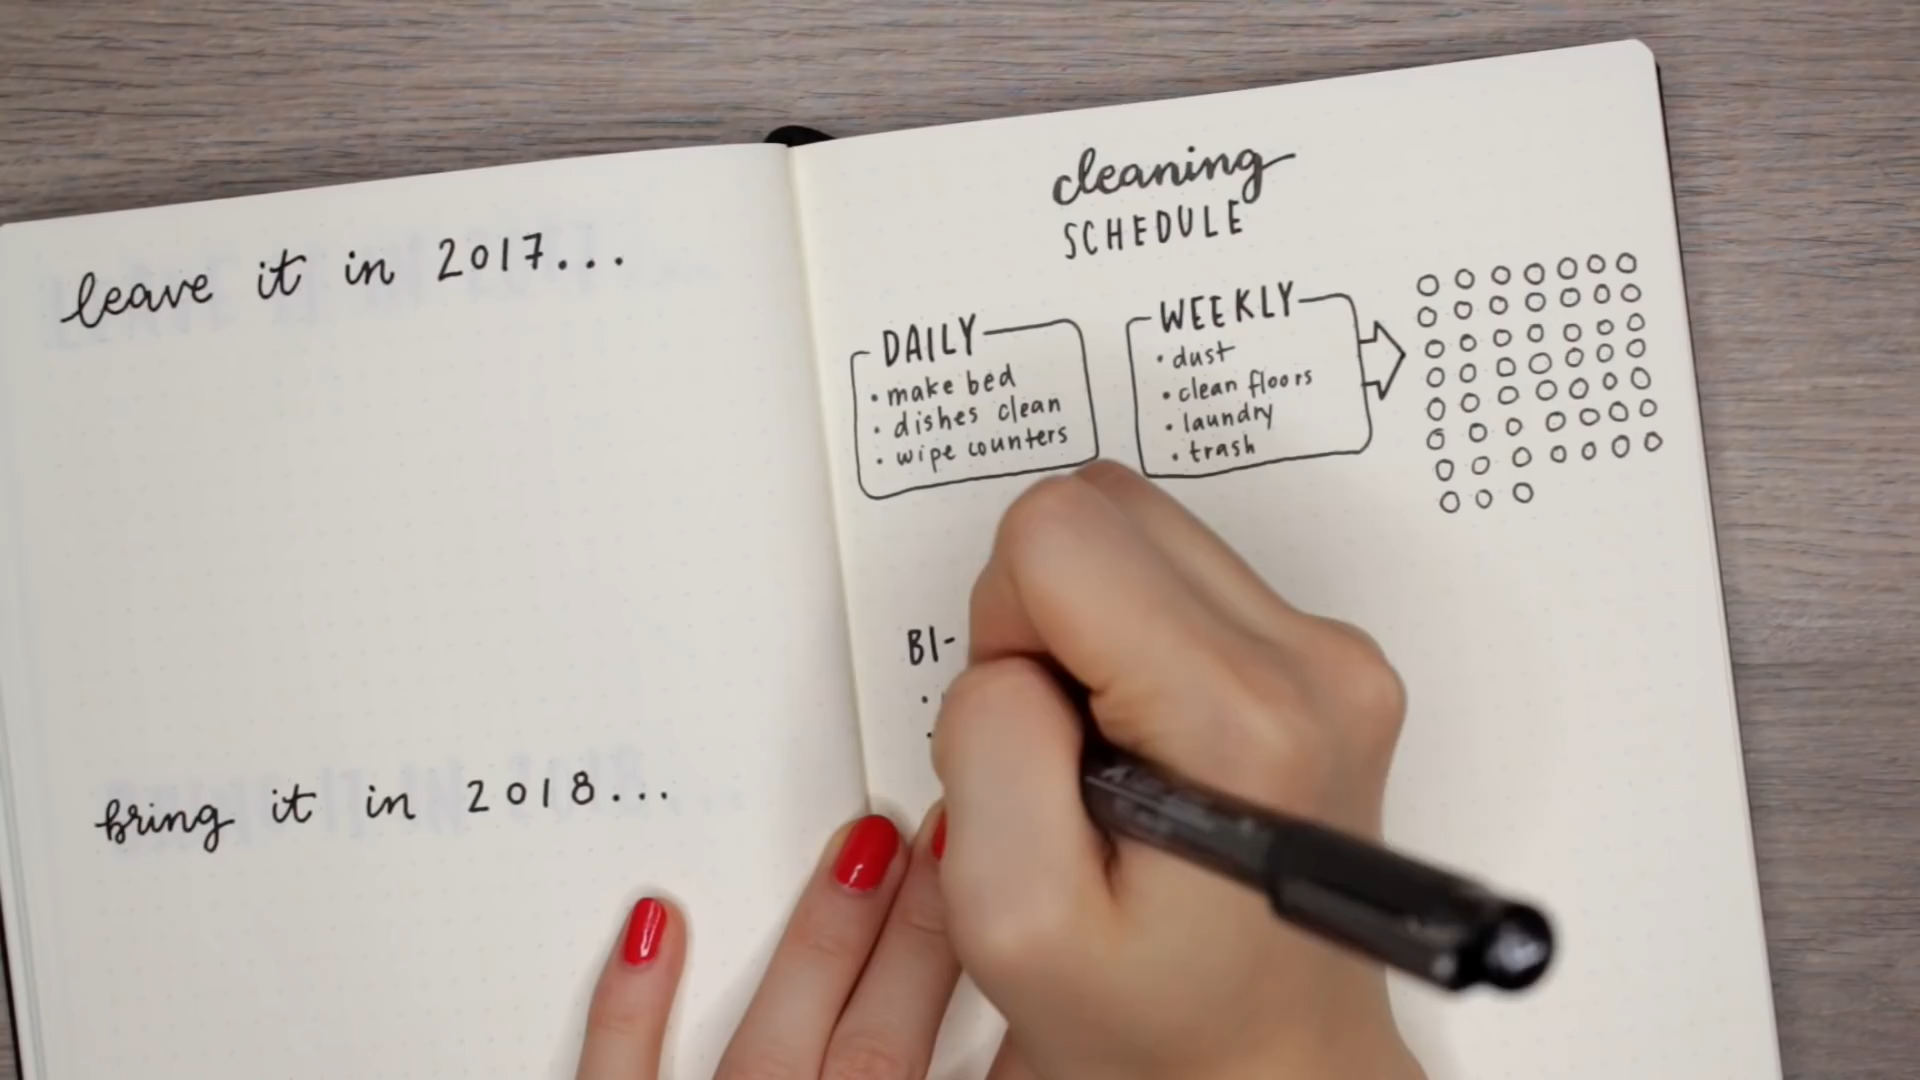 leave it in 2017...
bring it in 2018...
cleaning
SCHEDULE
DAILY
• make bed
• dishes clean
• wipe counters
WEEKLY
• dust
• clean floors
• laundry
• trash
BI-